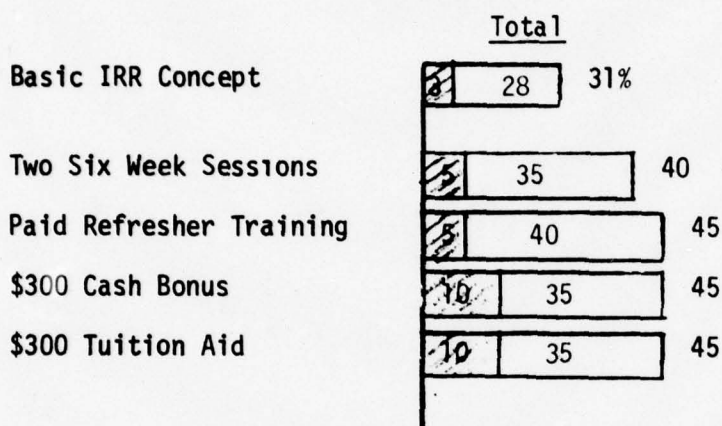 Total
Basic IRR Concept 3 28 31%
Two Six Week Sessions 5 35 40
Paid Refresher Training 5 40 45
$300 Cash Bonus 10 35 45
$300 Tuition Aid 10 35 45